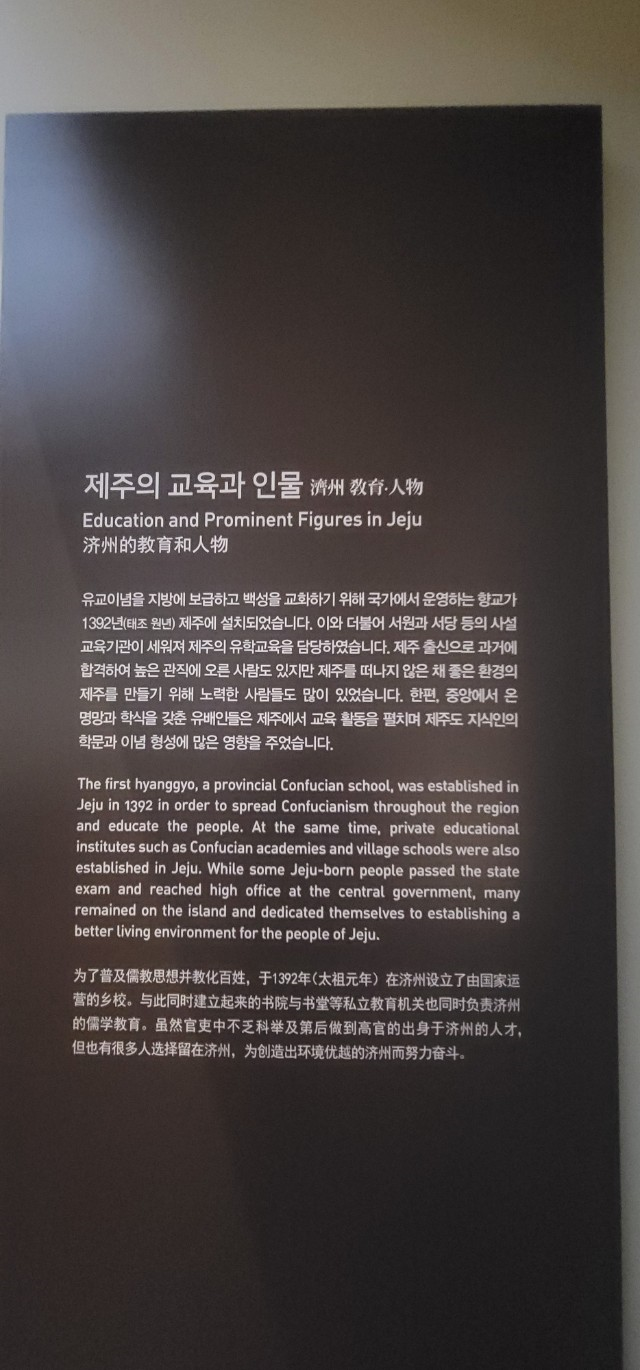 제주의 교육과 인물 濟州 敎育·人物
Education and Prominent Figures in Jeju
济州的教育和人物
유교이념을 지방에 보급하고 백성을 교화하기 위해 국가에서 운영하는 향교가
1392년(태조 원년) 제주에 설치되었습니다. 이와 더불어 서원과 서당 등의 사설
교육기관이 세워져 제주의 유학교육을 담당하였습니다. 제주 출신으로 과거에
합격하여 높은 관직에 오른 사람도 있지만 제주를 떠나지 않은 채 좋은 환경의
제주를 만들기 위해 노력한 사람들도 많이 있었습니다. 한편, 중앙에서 온
명망과 학식을 갖춘 유배인들은 제주에서 교육 활동을 펼치며 제주도 지식인의
학문과 이념 형성에 많은 영향을 주었습니다.
The first hyanggyo, a provincial Confucian school, was established in
Jeju in 1392 in order to spread Confucianism throughout the region
and educate the people. At the same time, private educational
institutes such as Confucian academies and village schools were also
established in Jeju. While some Jeju-born people passed the state
exam and reached high office at the central government, many
remained on the island and dedicated themselves to establishing a
better living environment for the people of Jeju.
为了普及儒教思想并教化百姓，于1392年（太祖元年）在济州设立了由国家运
营的乡校。与此同时建立起来的书院与书堂等私立教育机关也同时负责济州
的儒学教育。虽然官吏中不乏科举及第后做到高官的出身于济州的人才，
但也有很多人选择留在济州，为创造出环境优越的济州而努力奋斗。